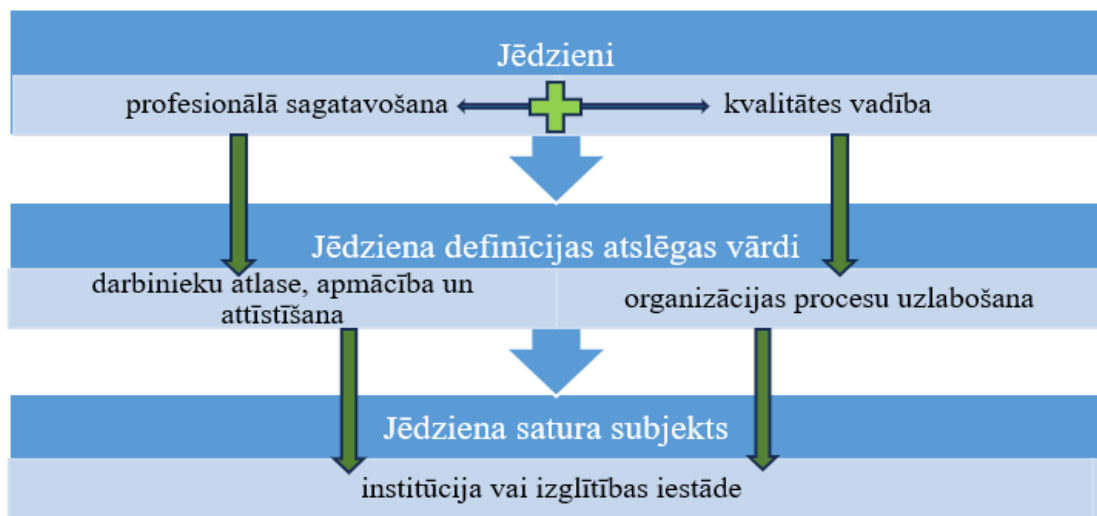 Jēdzieni
profesionālā sagatavošana
kvalitātes vadība
Jēdziena definīcijas atslēgas vārdi
darbinieku atlase, apmācība un
attīstīšana
organizācijas procesu uzlabošana
Jēdziena satura subjekts
institūcija vai izglītības iestāde